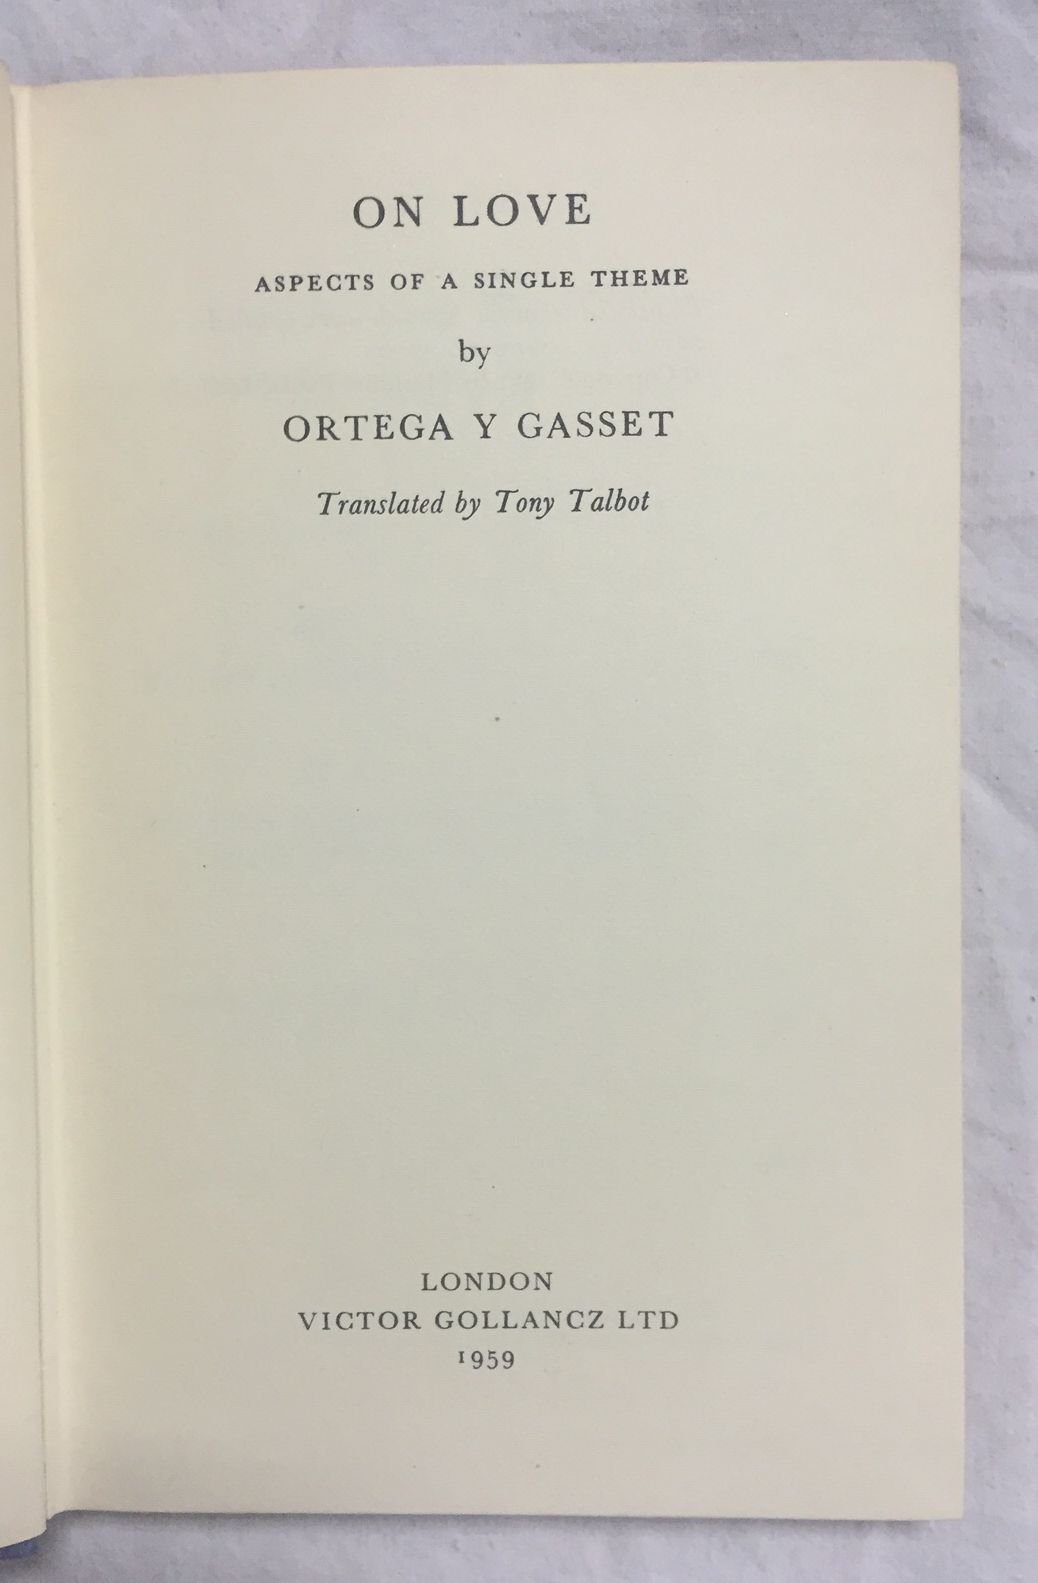 ON LOVE
ASPECTS OF A SINGLE THEME
by
ORTEGA Y GASSET
Translated by Tony Talbot
LONDON
VICTOR GOLLANCZ LTD
1959